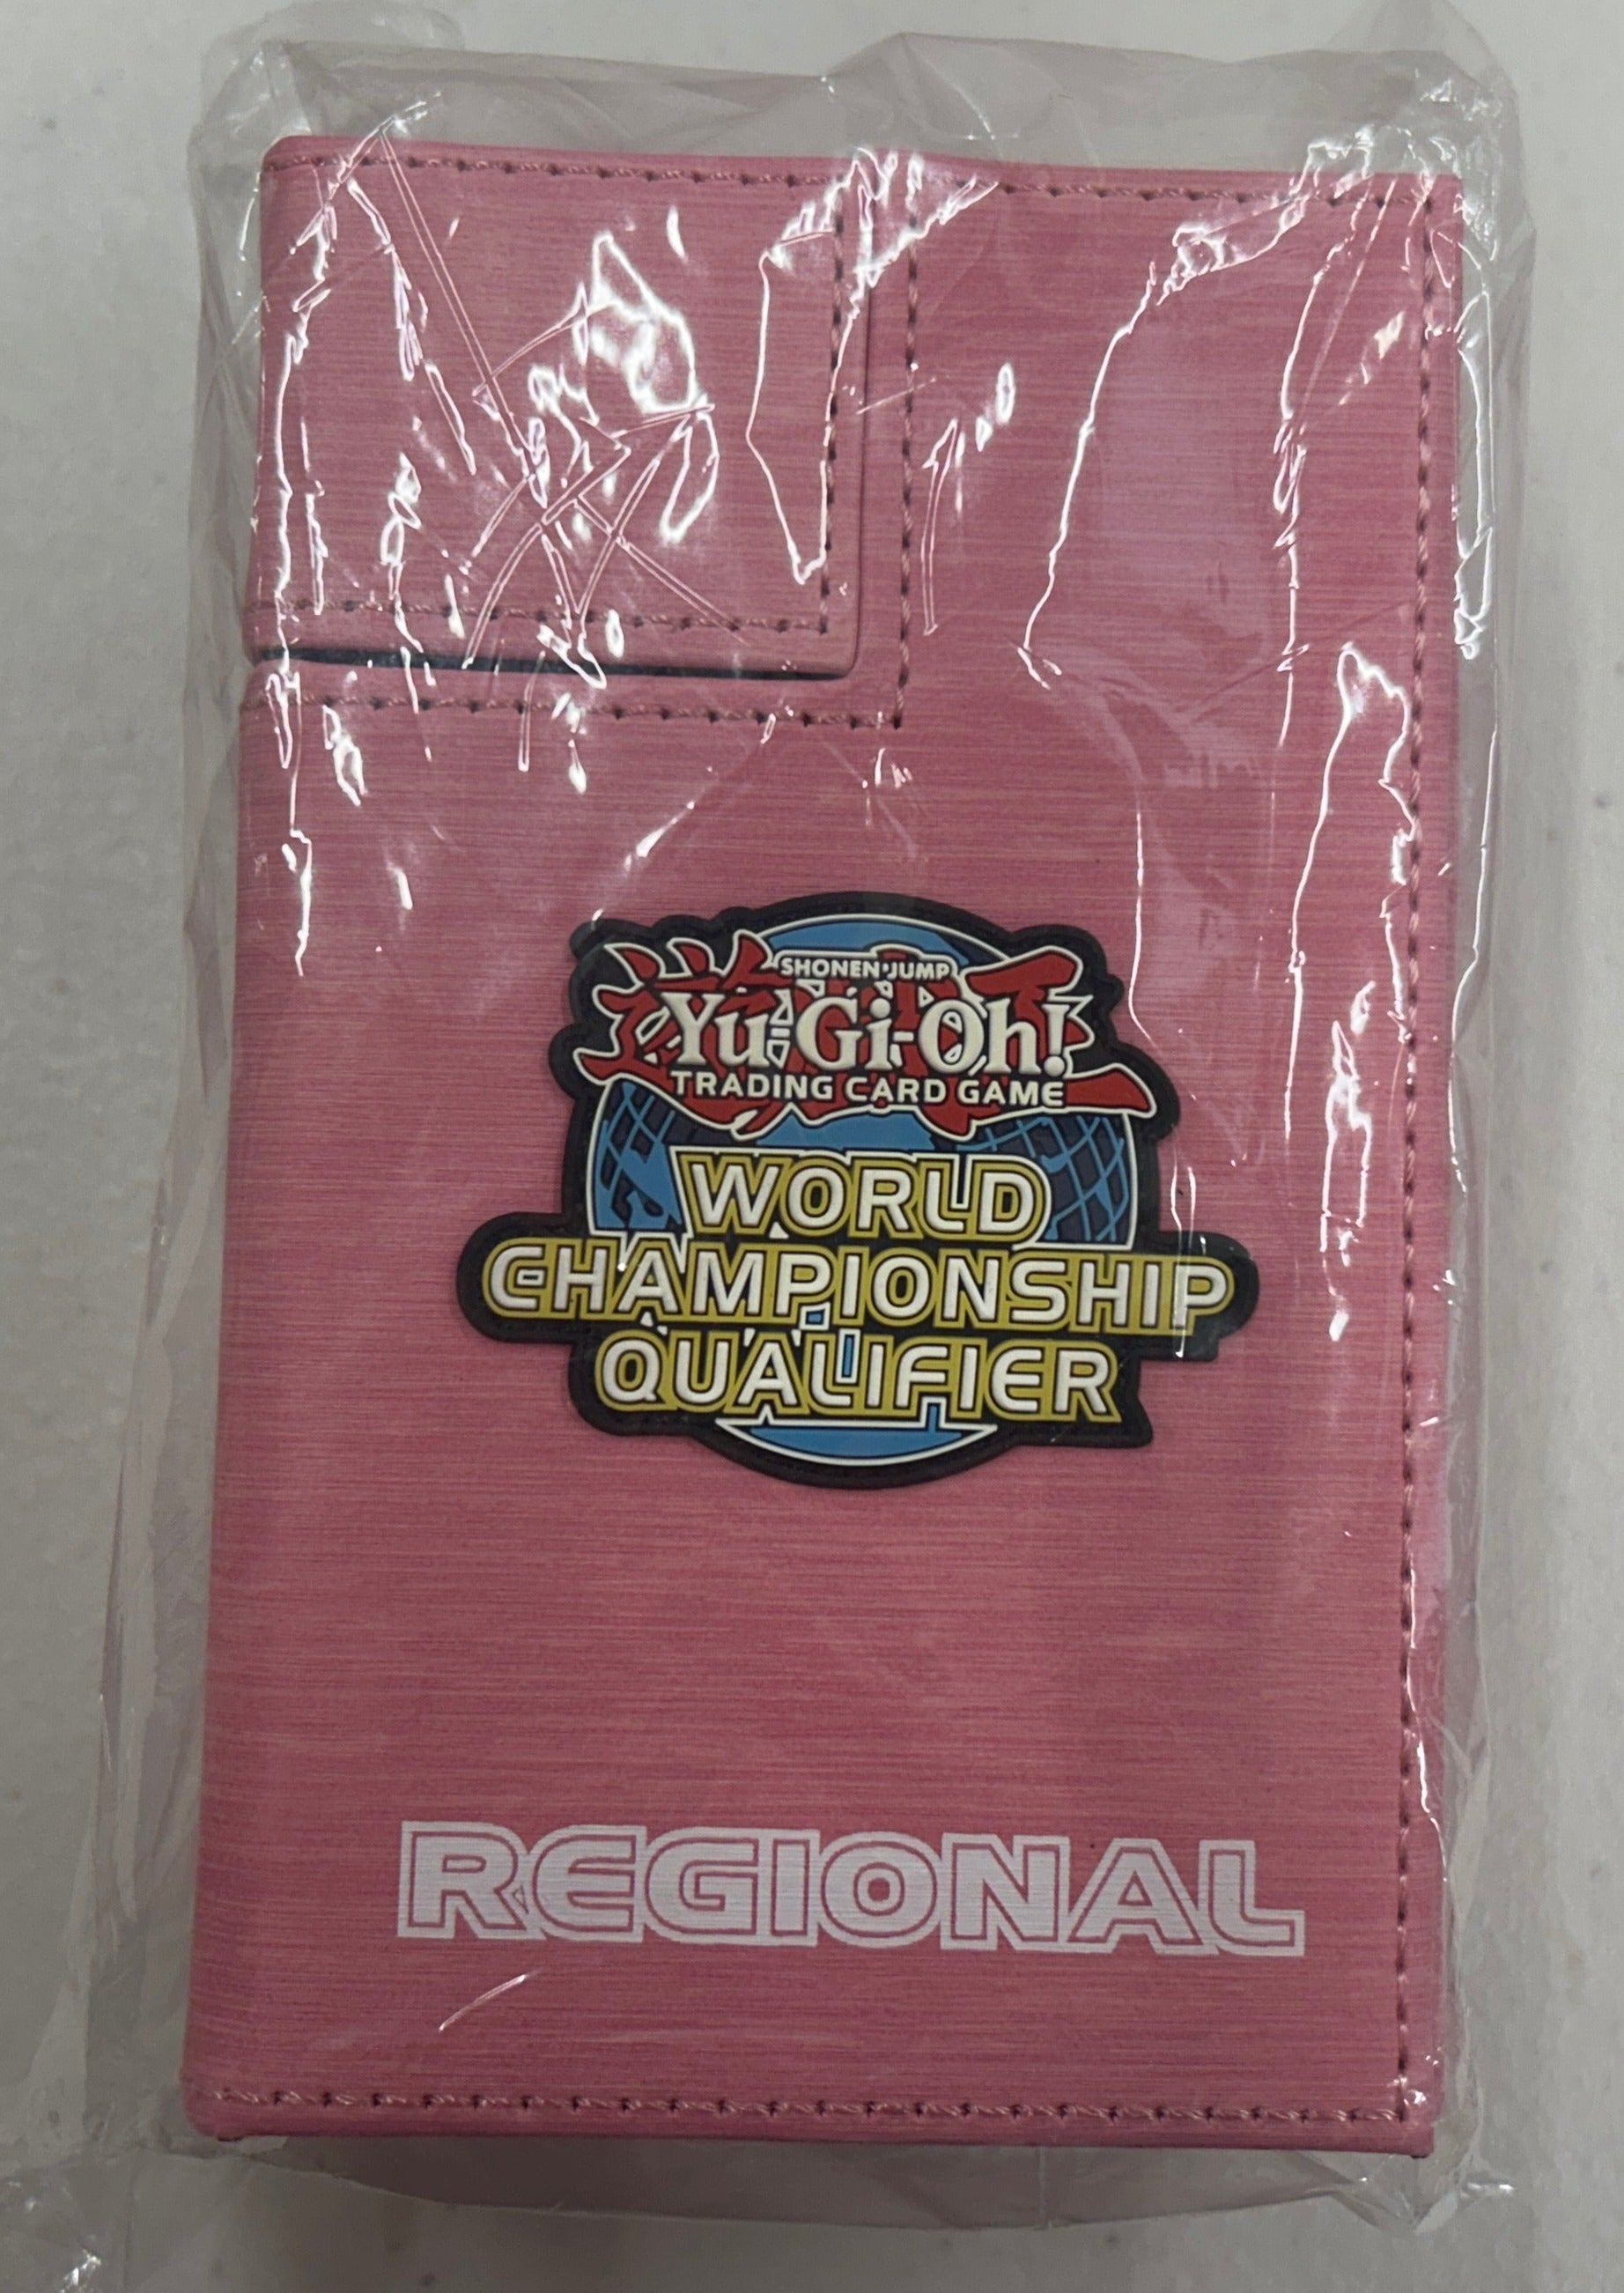 SHONEN JUMP
Yu-Gi-Oh!
TRADING CARD GAME
WORLD
CHAMPIONSHIP
QUALIFIER
REGIONAL